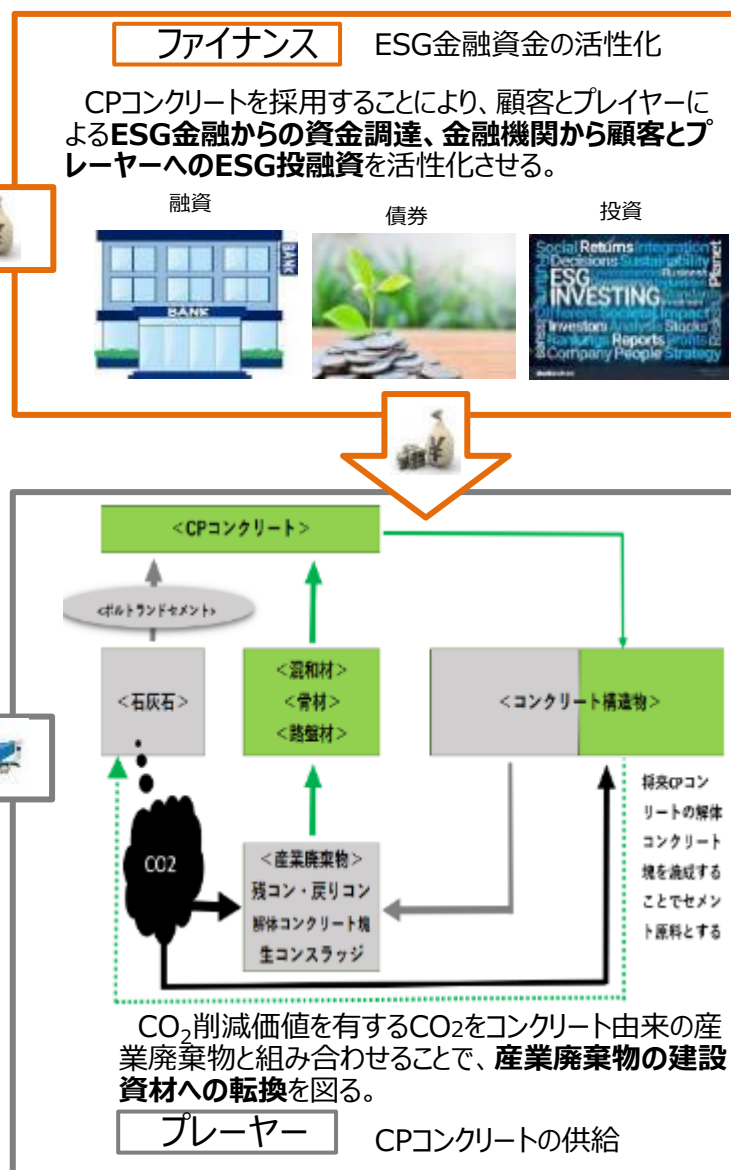 ファイナンス ESG金融資金の活性化
CPコンクリートを採用することにより、顧客とプレイヤーに
よるESG金融からの資金調達、金融機関から顧客とプ
レーヤーへのESG投融資を活性化させる。
融資 債券 投資
BANK
BANK
Social Returns Integration
Decisions Sustainability
ESG Business
INVESTING
Planet
Impact
Investors Analysis Stocks
Rankings Reports
Company People Strategy
¥
<CPコンクリート>
<ポルトランドセメント>
<石灰石>
<混和材>
<骨材>
<路盤材>
<コンクリート構造物>
将来CPコン
リートの解体
コンクリート
塊を焼成する
ことでセメン
ト原料とする
CO2
<産業廃棄物>
残コン・戻りコン
解体コンクリート塊
生コンスラッジ
CO2削減価値を有するCO2をコンクリート由来の産
業廃棄物と組み合わせることで、産業廃棄物の建設
資材への転換を図る。
プレーヤー CPコンクリートの供給